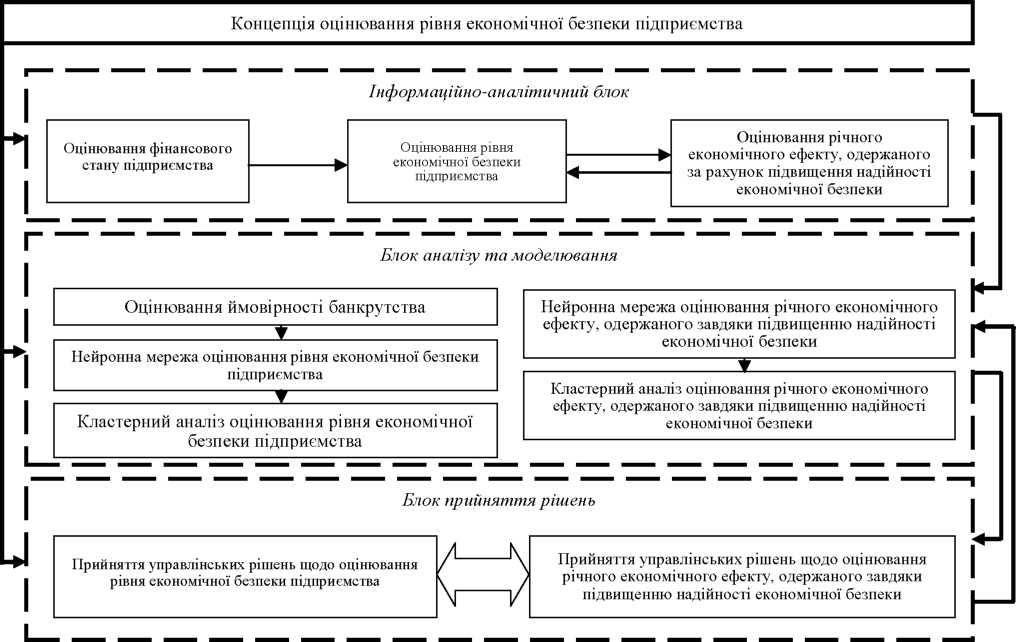 Концепція оцінювання рівня економічної безпеки підприємства
Інформаційно-аналітичний блок
Оцінювання фінансового
стану підприємства
Оцінювання рівня
економічної безпеки
підприємства
Оцінювання річного
економічного ефекту, одержаного
за рахунок підвищення надійності
економічної безпеки
Блок аналізу та моделювання
Оцінювання ймовірності банкрутства
Нейронна мережа оцінювання рівня економічної безпеки
підприємства
Кластерний аналіз оцінювання рівня економічної
безпеки підприємства
Нейронна мережа оцінювання річного економічного
ефекту, одержаного завдяки підвищенню надійності
економічної безпеки
Кластерний аналіз оцінювання річного економічного
ефекту, одержаного завдяки підвищенню надійності
економічної безпеки
Блок прийняття рішень
Прийняття управлінських рішень щодо оцінювання
рівня економічної безпеки підприємства
Прийняття управлінських рішень щодо оцінювання
річного економічного ефекту, одержаного завдяки
підвищенню надійності економічної безпеки